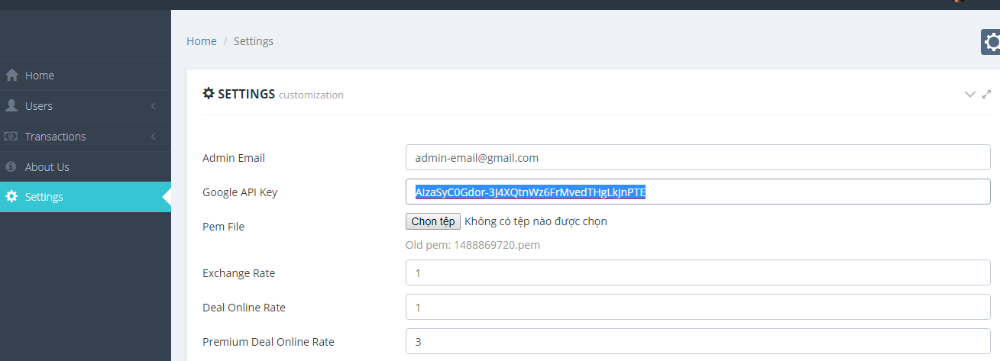 Home / Settings
Home
Users
Transactions
About Us
Settings
SETTINGS customization
Admin Email admin-email@gmail.com
Google API Key AIzaSyC0Gdor-3J4XQtnWz6FrMvedTHgLkJnPTE
Pem File Chọn tệp Không có tệp nào được chọn
Old pem: 1488869720.pem
Exchange Rate 1
Deal Online Rate 1
Premium Deal Online Rate 3